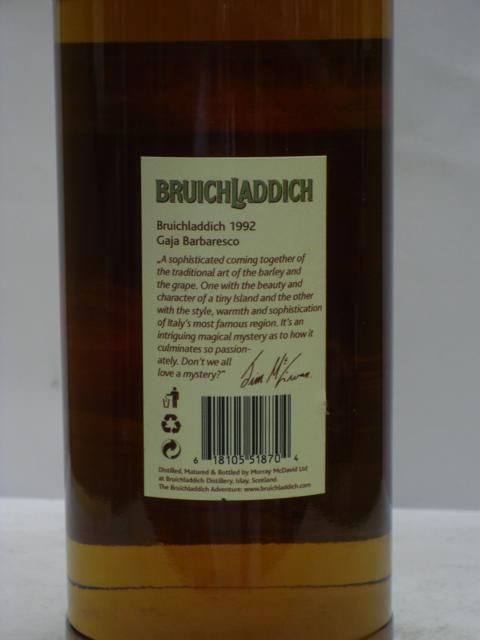 BRUICHLADDICH
Bruichladdich 1992
Gaja Barbaresco
„A sophisticated coming together of
the traditional art of the barley and
the grape. One with the beauty and
character of a tiny Island and the other
with the style, warmth and sophistication
of Italy's most famous region. It's an
intriguing magical mystery as to how it
culminates so passion-
ately. Don't we all
love a mystery?"
Jim McEwan
6 18105 51870 4
Distilled, Matured & Bottled by Murray McDavid Ltd
at Bruichladdich Distillery, Islay, Scotland.
The Bruichladdich Adventure: www.bruichladdich.com